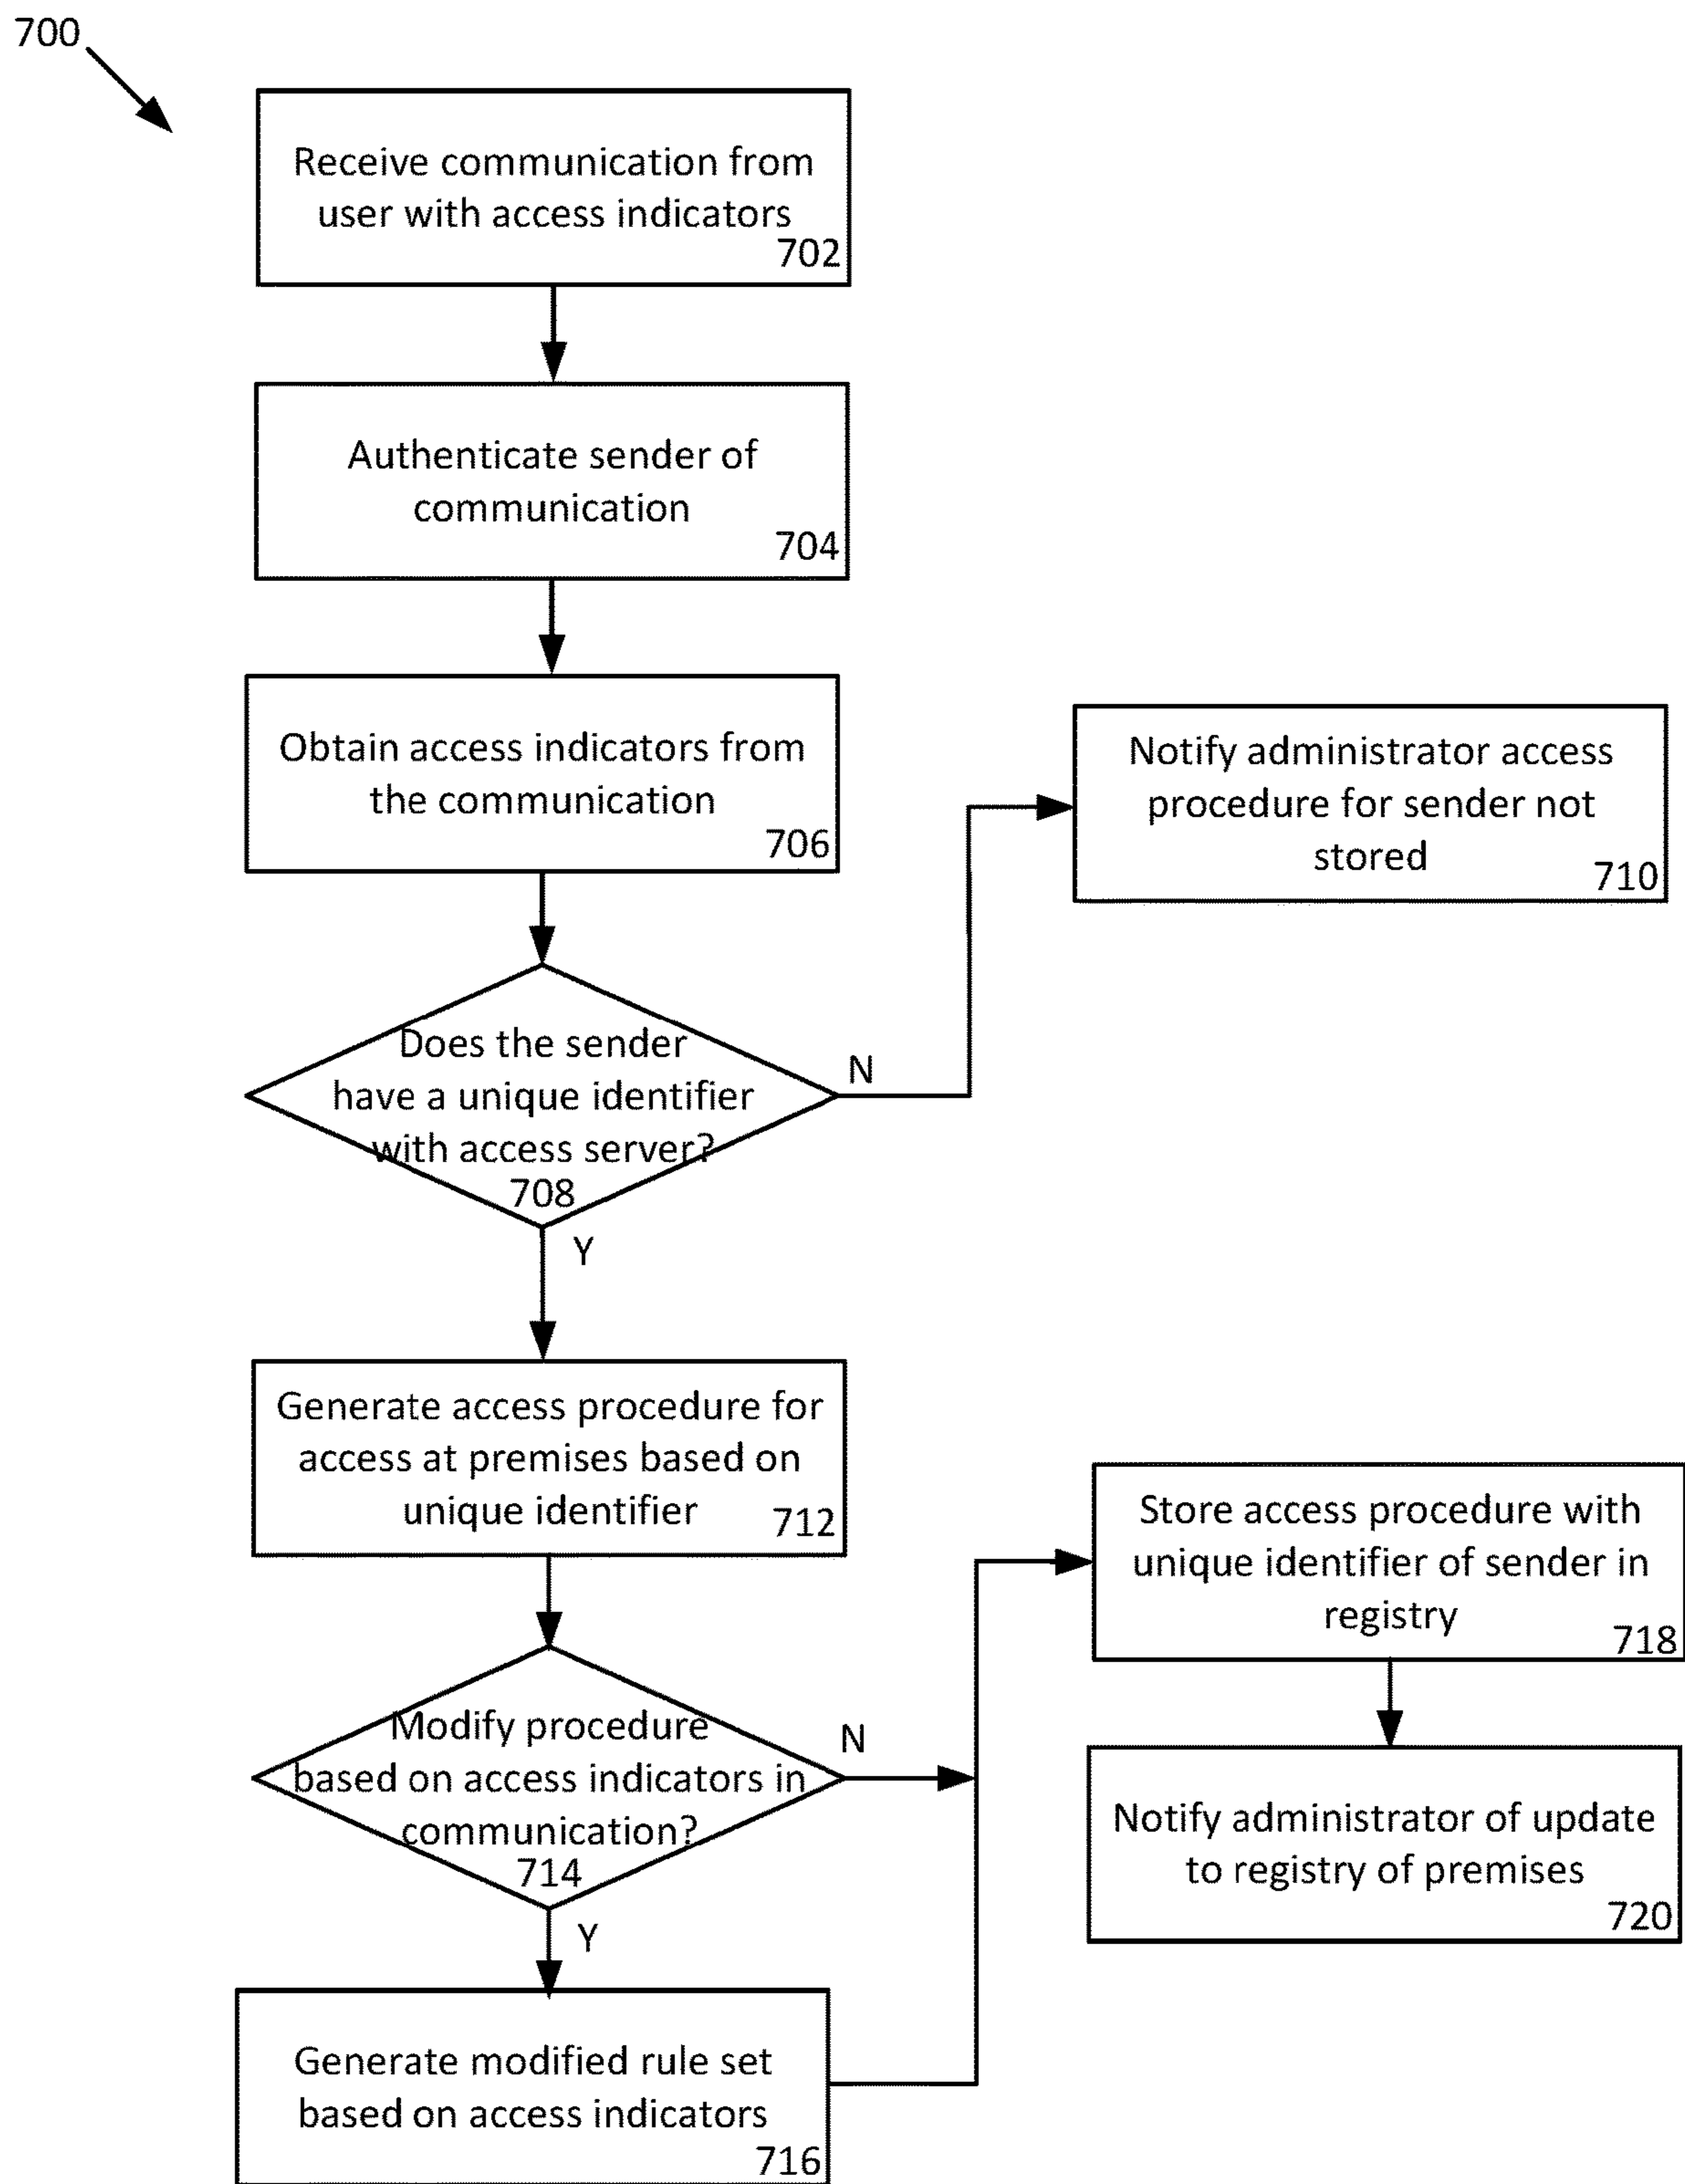 700
Receive communication from
user with access indicators
702
Authenticate sender of
communication
704
Obtain access indicators from
the communication
706
Notify administrator access
procedure for sender not
stored
710
Does the sender
have a unique identifier
with access server?
708
N
Y
Generate access procedure for
access at premises based on
unique identifier
712
Store access procedure with
unique identifier of sender in
registry
718
Modify procedure
based on access indicators in
communication?
714
N
Y
Notify administrator of update
to registry of premises
720
Generate modified rule set
based on access indicators
716